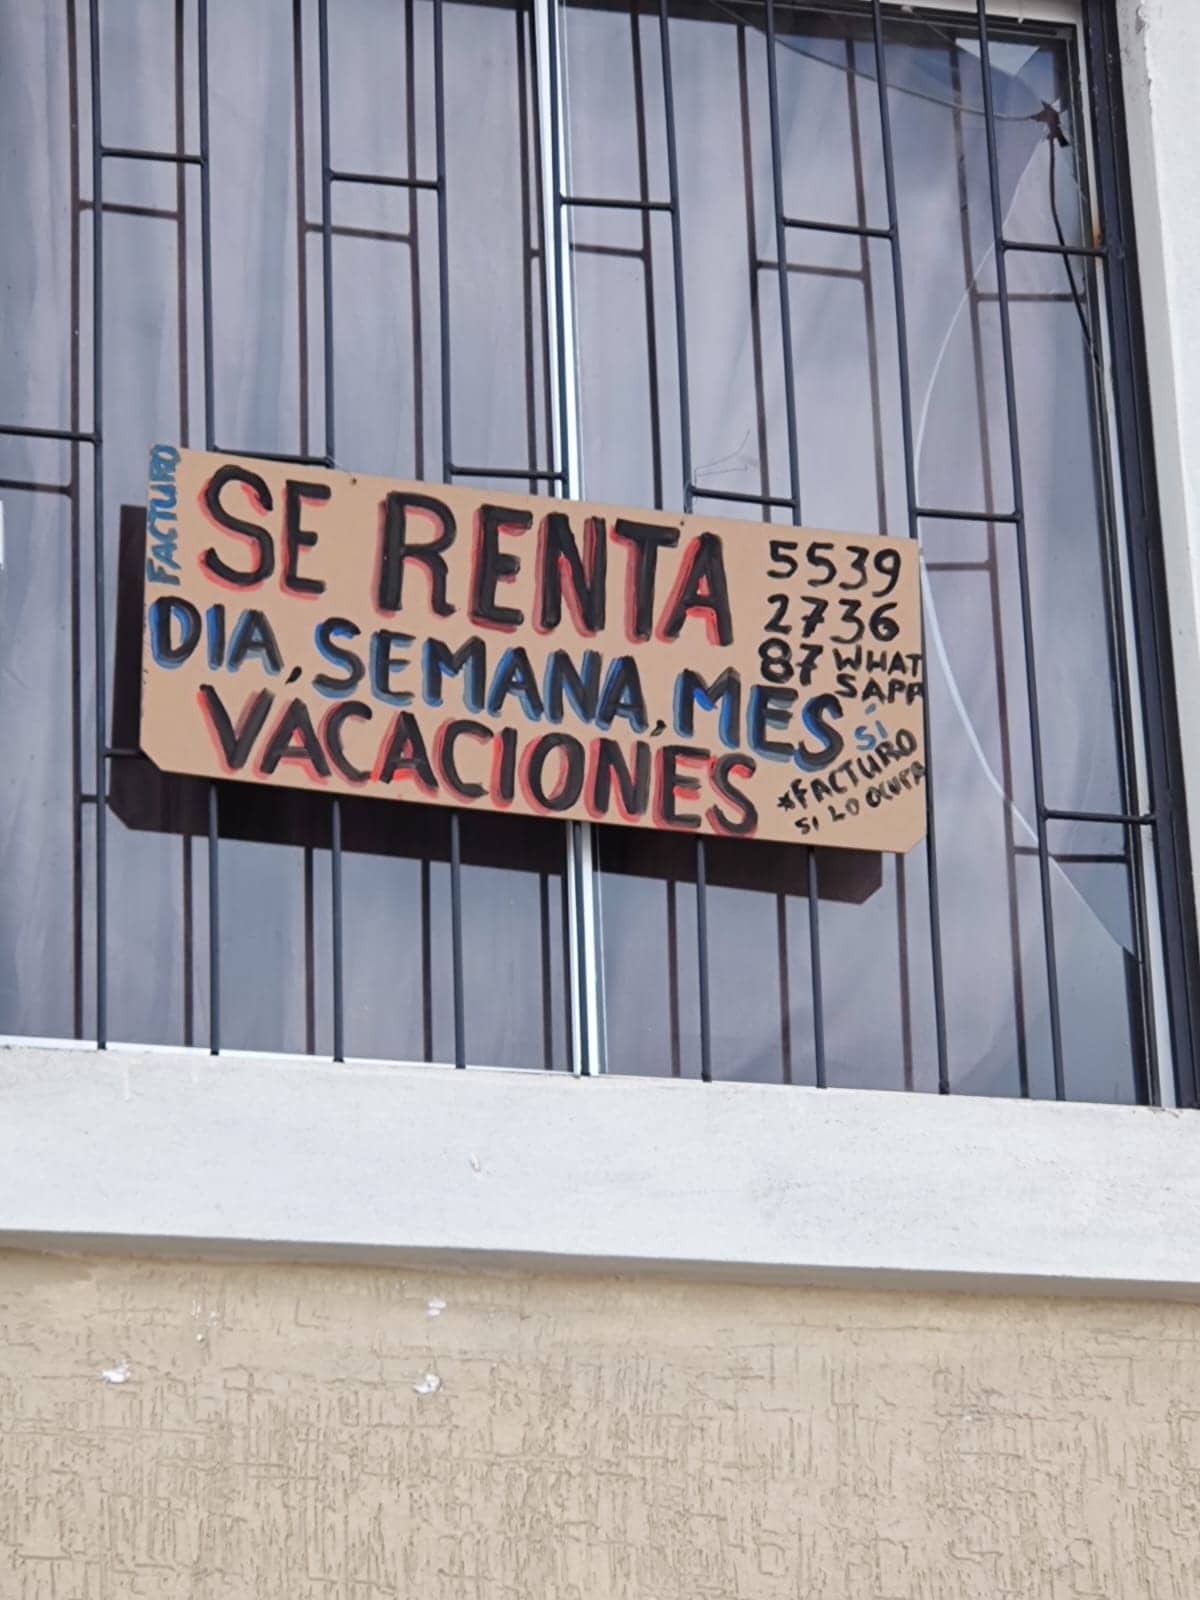 FACTURO
SE RENTA
DIA, SEMANA, MES
VACACIONES
5539
2736
87 WHAT
SAPP
SÍ
*FACTURO
SI LO OCUPA